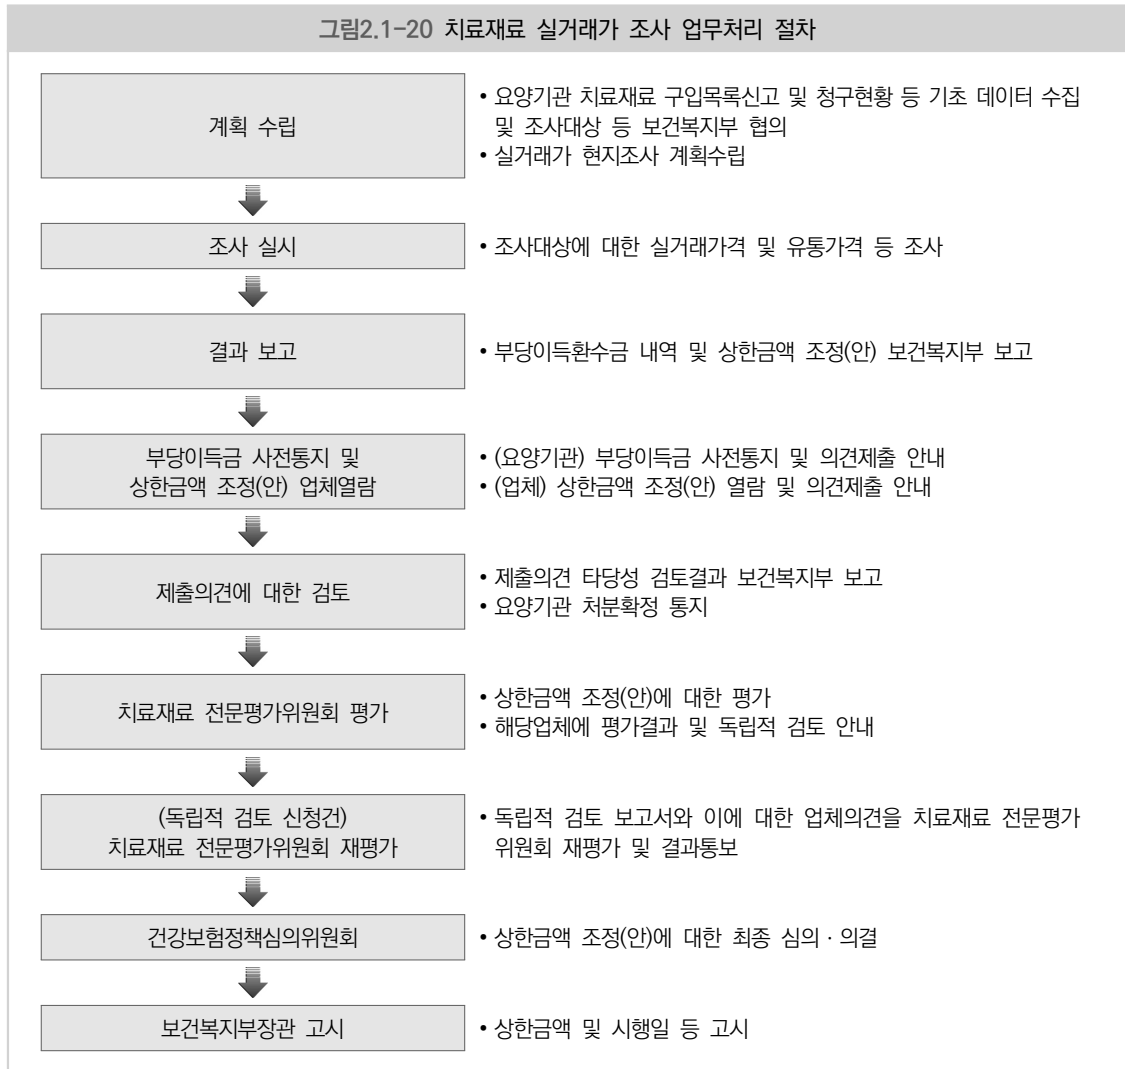 그림2.1-20 치료재료 실거래가 조사 업무처리 절차
계획 수립
• 요양기관 치료재료 구입목록신고 및 청구현황 등 기초 데이터 수집
및 조사대상 등 보건복지부 협의
• 실거래가 현지조사 계획수립
조사 실시
• 조사대상에 대한 실거래가격 및 유통가격 등 조사
결과 보고
• 부당이득환수금 내역 및 상한금액 조정(안) 보건복지부 보고
부당이득금 사전통지 및
상한금액 조정(안) 업체열람
• (요양기관) 부당이득금 사전통지 및 의견제출 안내
• (업체) 상한금액 조정(안) 열람 및 의견제출 안내
제출의견에 대한 검토
• 제출의견 타당성 검토결과 보건복지부 보고
• 요양기관 처분확정 통지
치료재료 전문평가위원회 평가
• 상한금액 조정(안)에 대한 평가
• 해당업체에 평가결과 및 독립적 검토 안내
(독립적 검토 신청건)
치료재료 전문평가위원회 재평가
• 독립적 검토 보고서와 이에 대한 업체의견을 치료재료 전문평가
위원회 재평가 및 결과통보
건강보험정책심의위원회
• 상한금액 조정(안)에 대한 최종 심의 · 의결
보건복지부장관 고시
• 상한금액 및 시행일 등 고시